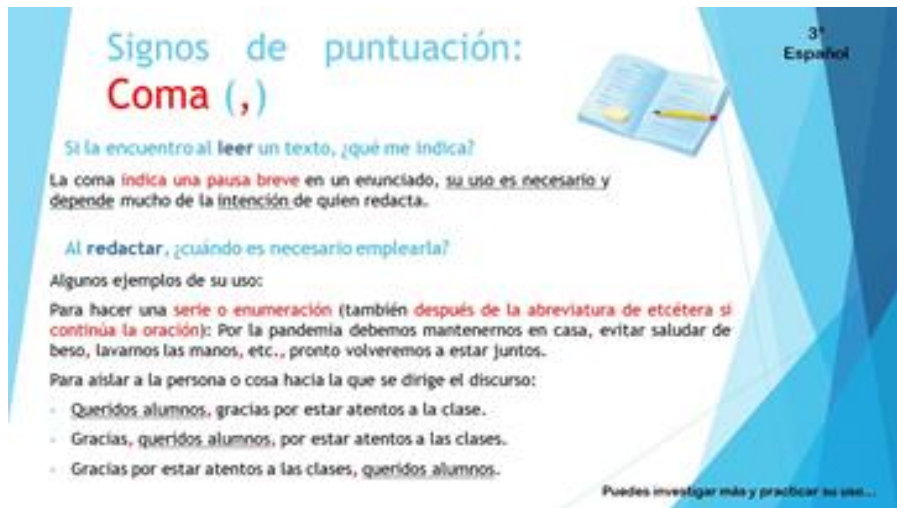 Signos de puntuación:
Coma (,)
3°
Español
Si la encuentro al leer un texto, ¿qué me indica?
La coma indica una pausa breve en un enunciado, su uso es necesario y
depende mucho de la intención de quien redacta.
Al redactar, ¿cuándo es necesario emplearla?
Algunos ejemplos de su uso:
Para hacer una serie o enumeración (también después de la abreviatura de etcétera si
continúa la oración): Por la pandemia debemos mantenernos en casa, evitar saludar de
beso, lavarnos las manos, etc., pronto volveremos a estar juntos.
Para aislar a la persona o cosa hacia la que se dirige el discurso:
Queridos alumnos, gracias por estar atentos a la clase.
Gracias, queridos alumnos, por estar atentos a las clases.
Gracias por estar atentos a las clases, queridos alumnos.
Puedes investigar más y practicar su uso...